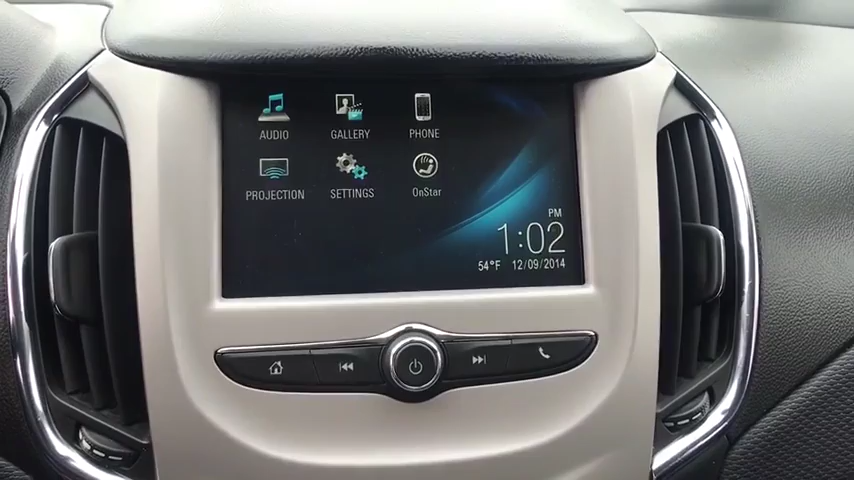 AUDIO GALLERY PHONE
PROJECTION SETTINGS OnStar
PM
1:02
54°F 12/09/2014